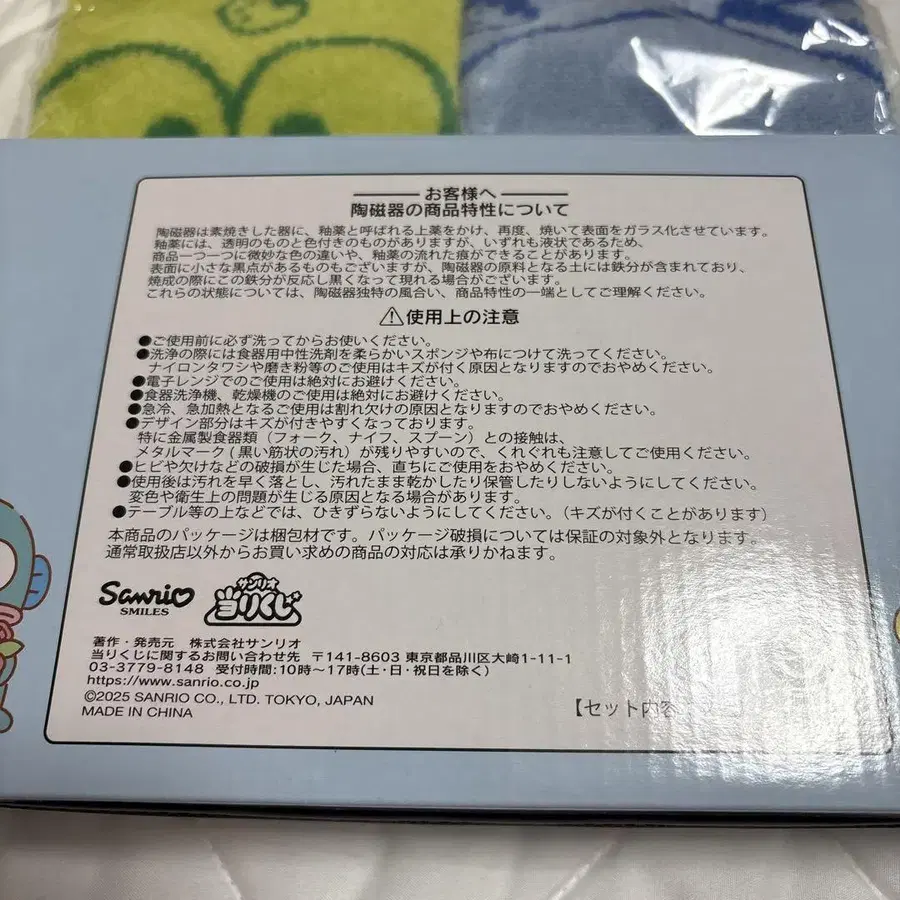 お客様へ
陶磁器の商品特性について
陶磁器は素焼きした器に、釉薬と呼ばれる上薬をかけ、再度、焼いて表面をガラス化させています。
釉薬には、透明のものと色付きのものがありますが、いずれも液状であるため、
商品一つ一つに微妙な色の違いや、釉薬の流れた痕ができることがあります。
表面に小さな黒点があるものもございますが、陶磁器の原料となる土には鉄分が含まれており、
焼成の際にこの鉄分が反応し黒くなって現れる場合がございます。
これらの状態については、陶磁器独特の風合い、商品特性の一端としてご理解ください。
⚠使用上の注意
●ご使用前に必ず洗ってからお使いください。
●洗浄の際には食器用中性洗剤を柔らかいスポンジや布につけて洗ってください。
ナイロンタワシや磨き粉等のご使用はキズが付く原因となりますのでおやめください。
●電子レンジでのご使用は絶対にお避けください。
●食器洗浄機、乾燥機のご使用は絶対にお避けください。
●急冷、急加熱となるご使用は割れ欠けの原因となりますのでおやめください。
●デザイン部分はキズが付きやすくなっております。
特に金属製食器類（フォーク、ナイフ、スプーン）との接触は、
メタルマーク(黒い筋状の汚れ）が残りやすいので、くれぐれも注意してご使用ください。
●ヒビや欠けなどの破損が生じた場合、直ちにご使用をおやめください。
●使用後は汚れを早く落とし、汚れたまま乾かしたり保管したりしないようにしてください。
変色や衛生上の問題が生じる原因となる場合があります。
●テーブル等の上などでは、ひきずらないようにしてください。（キズが付くことがあります）
本商品のパッケージは梱包材です。パッケージ破損については保証の対象外となります。
通常取扱店以外からお買い求めの商品の対応は承りかねます。
Sanrio
SMILES
サンリオ
当りくじ
著作・発売元 株式会社サンリオ
当りくじに関するお問い合わせ先 〒141-8603 東京都品川区大崎1-11-1
03-3779-8148 受付時間:10時～17時(土・日・祝日を除く)
https://www.sanrio.co.jp
©2025 SANRIO CO., LTD. TOKYO, JAPAN
MADE IN CHINA
【セット内容